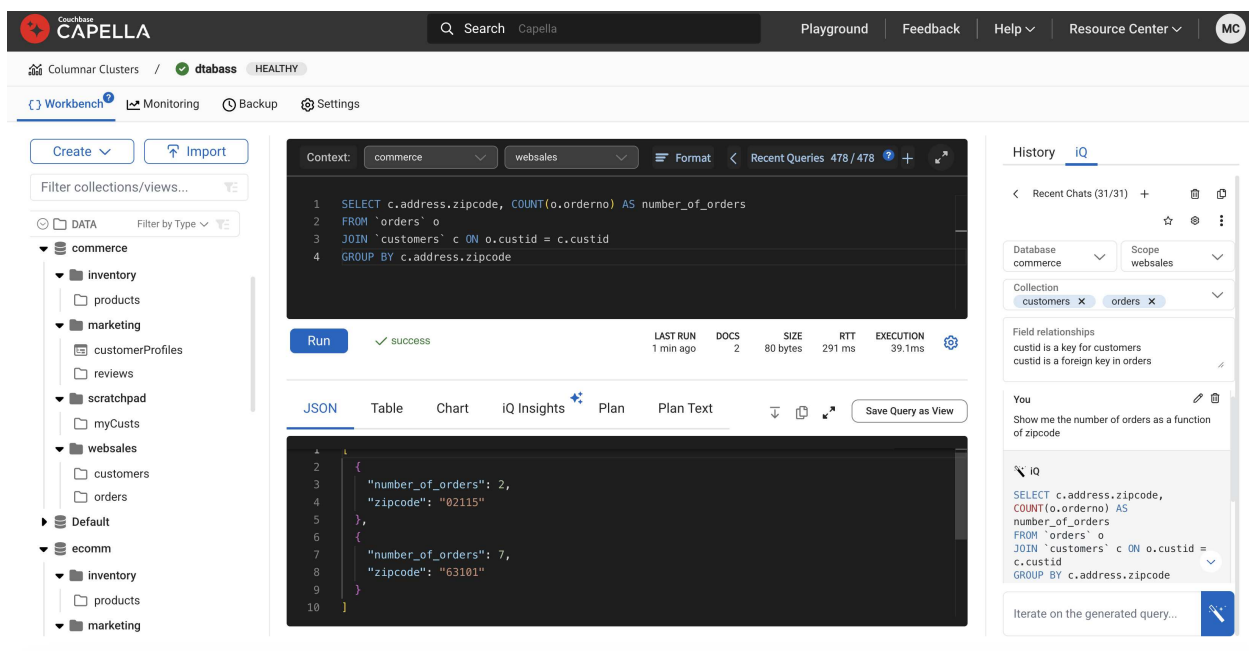 Couchbase
CAPELLA
Search Capella
Playground
Feedback
Help
Resource Center
MC
Columnar Clusters / dtabass HEALTHY
{ } Workbench ?
Monitoring
Backup
Settings
Create
Import
Filter collections/views...
DATA
Filter by Type
commerce
inventory
products
marketing
customerProfiles
reviews
scratchpad
myCusts
websales
customers
orders
Default
ecomm
inventory
products
marketing
Context: commerce websales Format < Recent Queries 478 / 478 ? +
1 SELECT c.address.zipcode, COUNT(o.orderno) AS number_of_orders
2 FROM `orders` o
3 JOIN `customers` c ON o.custid = c.custid
4 GROUP BY c.address.zipcode
Run
success
LAST RUN DOCS SIZE RTT EXECUTION
1 min ago 2 80 bytes 291 ms 39.1ms
JSON Table Chart iQ Insights Plan Plan Text
Save Query as View
1 [
2 {
3 "number_of_orders": 2,
4 "zipcode": "02115"
5 },
6 {
7 "number_of_orders": 7,
8 "zipcode": "63101"
9 }
10 ]
History iQ
< Recent Chats (31/31) +
Database
commerce
Scope
websales
Collection
customers X orders X
Field relationships
custid is a key for customers
custid is a foreign key in orders
You
Show me the number of orders as a function
of zipcode
iQ
SELECT c.address.zipcode,
COUNT(o.orderno) AS
number_of_orders
FROM `orders` o
JOIN `customers` c ON o.custid =
c.custid
GROUP BY c.address.zipcode
Iterate on the generated query...